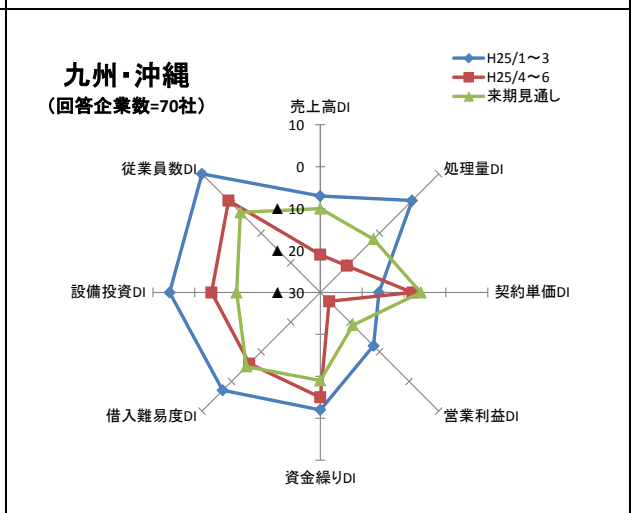 九州・沖縄
（回答企業数=70社）
H25/1～3
H25/4～6
来期見通し
売上高DI
処理量DI
契約単価DI
営業利益DI
資金繰りDI
借入難易度DI
設備投資DI
従業員数DI
10
0
▲ 10
▲ 20
▲ 30